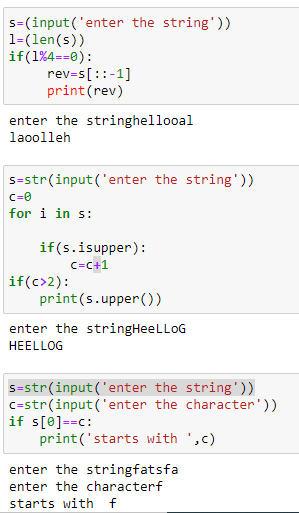 s=(input('enter the string'))
l=(len(s))
if(l%4==0):
     rev=s[::-1]
     print(rev)
enter the stringhellooal
laoolleh
s=str(input('enter the string'))
c=0
for i in s:
    if(s.isupper):
        c=c+1
if(c>2):
    print(s.upper())
enter the stringHeeLLoG
HEELLOG
s=str(input('enter the string'))
c=str(input('enter the character'))
if s[0]==c:
    print('starts with ',c)
enter the stringfatsfa
enter the characterf
starts with  f